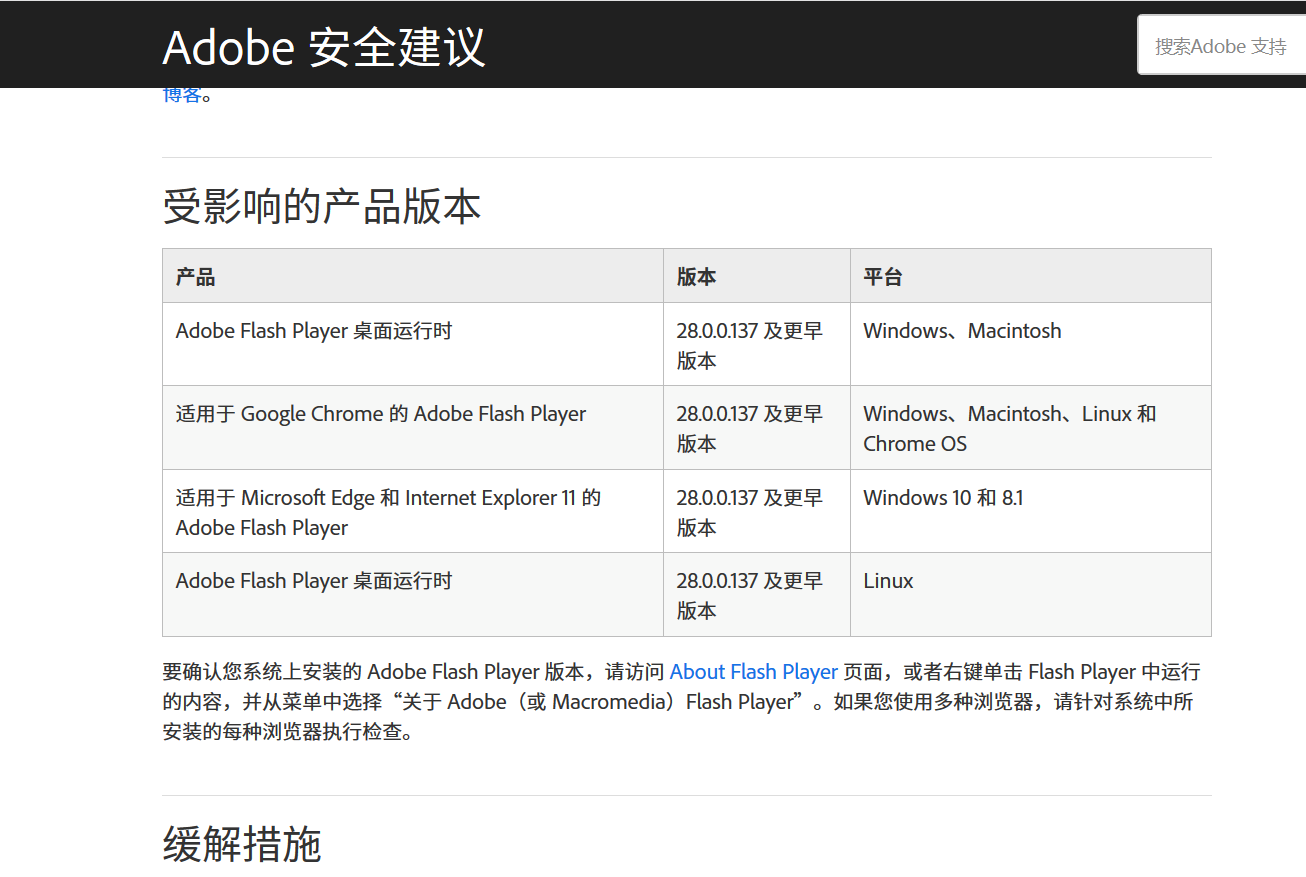 Adobe 安全建议
搜索Adobe 支持
博客。
受影响的产品版本
产品
版本
平台
Adobe Flash Player 桌面运行时
28.0.0.137 及更早
版本
Windows、Macintosh
适用于 Google Chrome 的 Adobe Flash Player
28.0.0.137 及更早
版本
Windows、Macintosh、Linux 和
Chrome OS
适用于 Microsoft Edge 和 Internet Explorer 11 的
Adobe Flash Player
28.0.0.137 及更早
版本
Windows 10 和 8.1
Adobe Flash Player 桌面运行时
28.0.0.137 及更早
版本
Linux
要确认您系统上安装的 Adobe Flash Player 版本，请访问 About Flash Player 页面，或者右键单击 Flash Player 中运行
的内容，并从菜单中选择“关于 Adobe（或 Macromedia）Flash Player”。如果您使用多种浏览器，请针对系统中所
安装的每种浏览器执行检查。
缓解措施